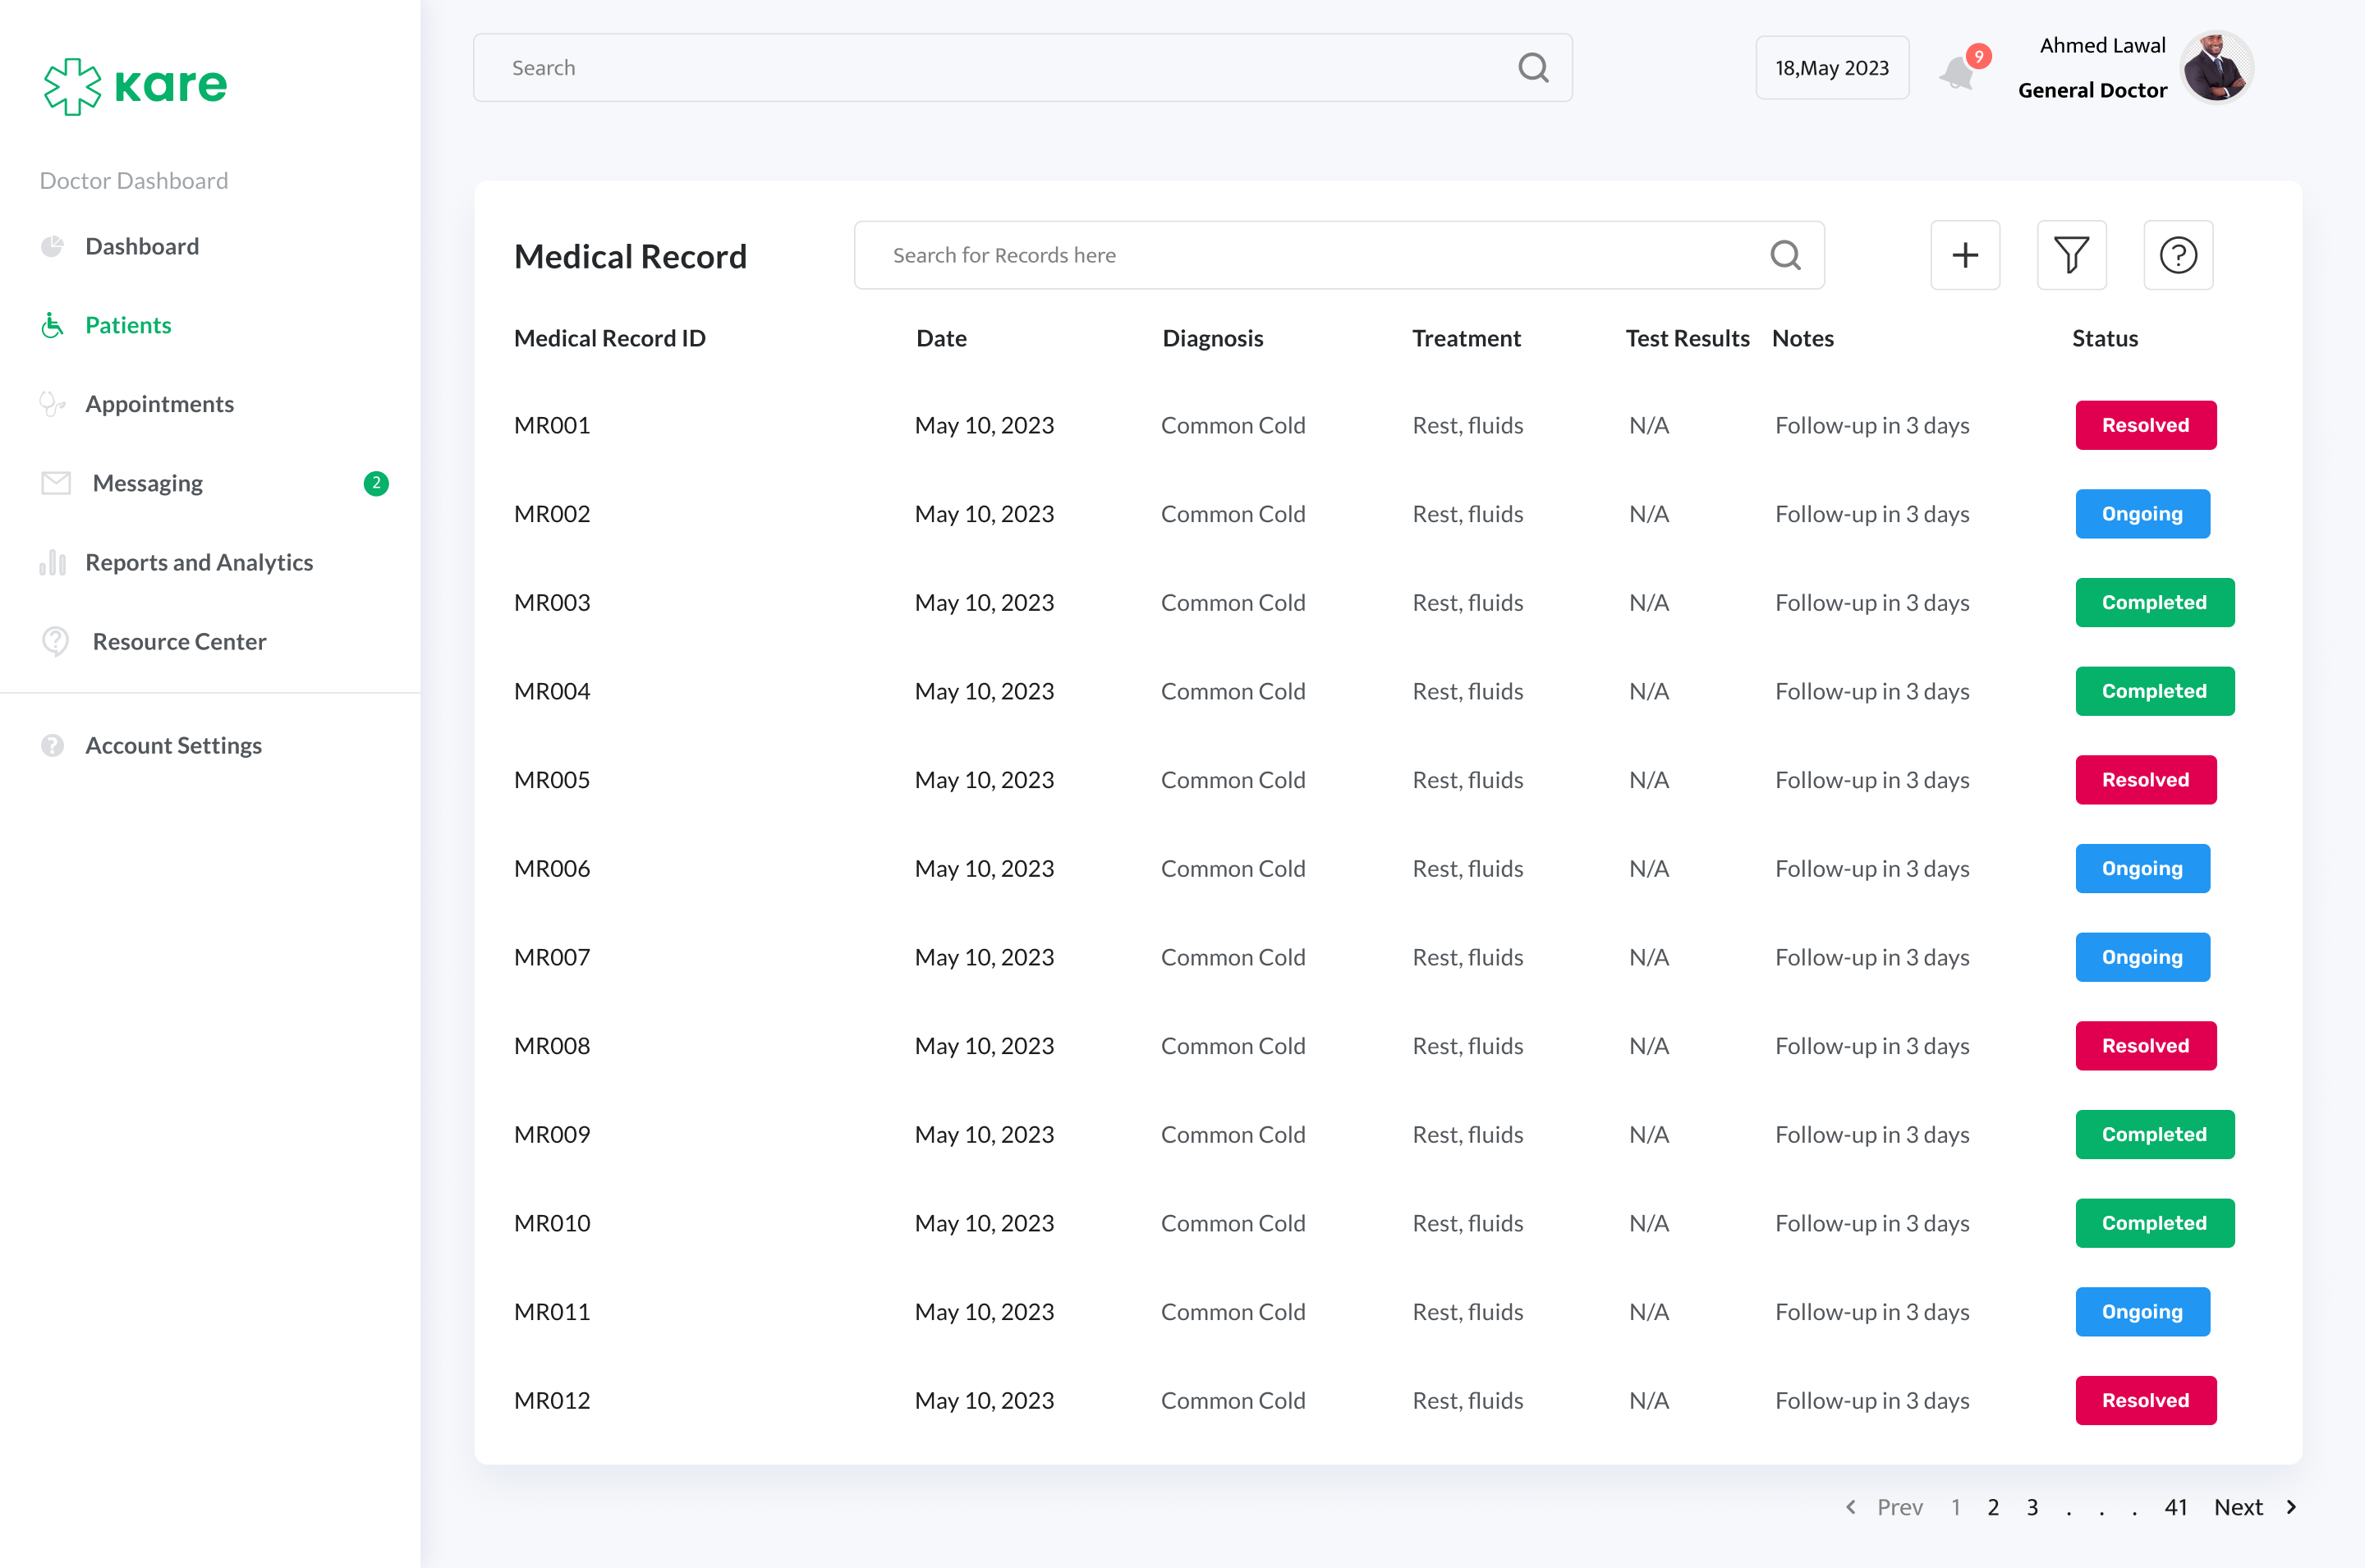 kare
Doctor Dashboard
Dashboard
Patients
Appointments
Messaging 2
Reports and Analytics
Resource Center
Account Settings
Search
18,May 2023
9
Ahmed Lawal
General Doctor
Medical Record
Search for Records here
Medical Record ID Date Diagnosis Treatment Test Results Notes Status
MR001 May 10, 2023 Common Cold Rest, fluids N/A Follow-up in 3 days Resolved
MR002 May 10, 2023 Common Cold Rest, fluids N/A Follow-up in 3 days Ongoing
MR003 May 10, 2023 Common Cold Rest, fluids N/A Follow-up in 3 days Completed
MR004 May 10, 2023 Common Cold Rest, fluids N/A Follow-up in 3 days Completed
MR005 May 10, 2023 Common Cold Rest, fluids N/A Follow-up in 3 days Resolved
MR006 May 10, 2023 Common Cold Rest, fluids N/A Follow-up in 3 days Ongoing
MR007 May 10, 2023 Common Cold Rest, fluids N/A Follow-up in 3 days Ongoing
MR008 May 10, 2023 Common Cold Rest, fluids N/A Follow-up in 3 days Resolved
MR009 May 10, 2023 Common Cold Rest, fluids N/A Follow-up in 3 days Completed
MR010 May 10, 2023 Common Cold Rest, fluids N/A Follow-up in 3 days Completed
MR011 May 10, 2023 Common Cold Rest, fluids N/A Follow-up in 3 days Ongoing
MR012 May 10, 2023 Common Cold Rest, fluids N/A Follow-up in 3 days Resolved
< Prev 1 2 3 . . . 41 Next >